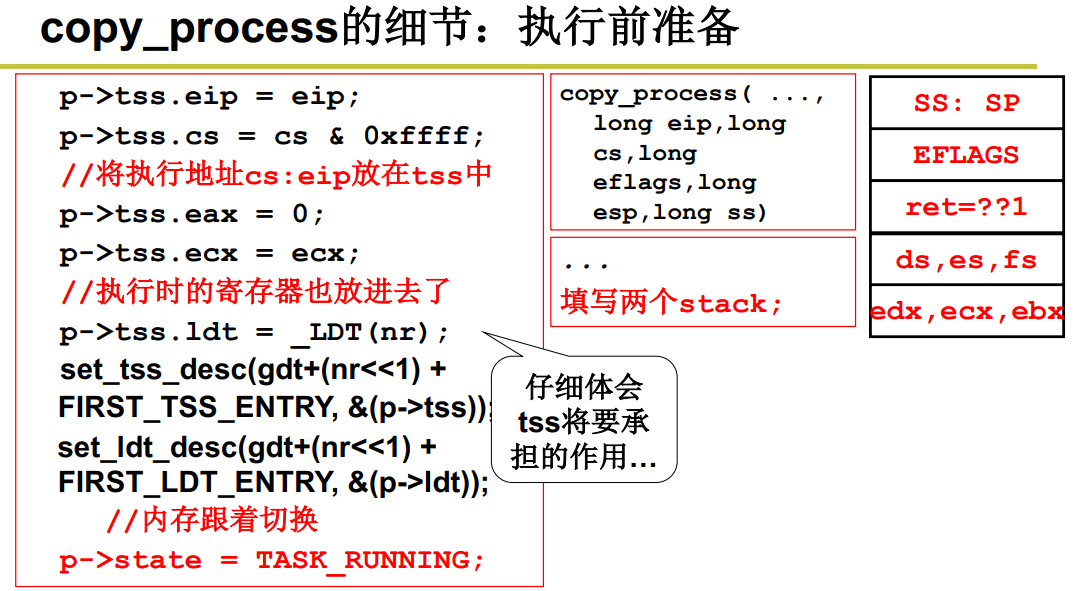 copy_process的细节：执行前准备
p->tss.eip = eip;
p->tss.cs = cs & 0xffff;
//将执行地址cs:eip放在tss中
p->tss.eax = 0;
p->tss.ecx = ecx;
//执行时的寄存器也放进去了
p->tss.ldt = _LDT(nr);
set_tss_desc(gdt+(nr<<1) +
FIRST_TSS_ENTRY, &(p->tss));
set_ldt_desc(gdt+(nr<<1) +
FIRST_LDT_ENTRY, &(p->ldt));
//内存跟着切换
p->state = TASK_RUNNING;
copy_process( ...,
long eip,long
cs,long
eflags,long
esp,long ss)
...
填写两个stack;
仔细体会
tss将要承
担的作用…
SS: SP
EFLAGS
ret=??1
ds,es,fs
edx,ecx,ebx